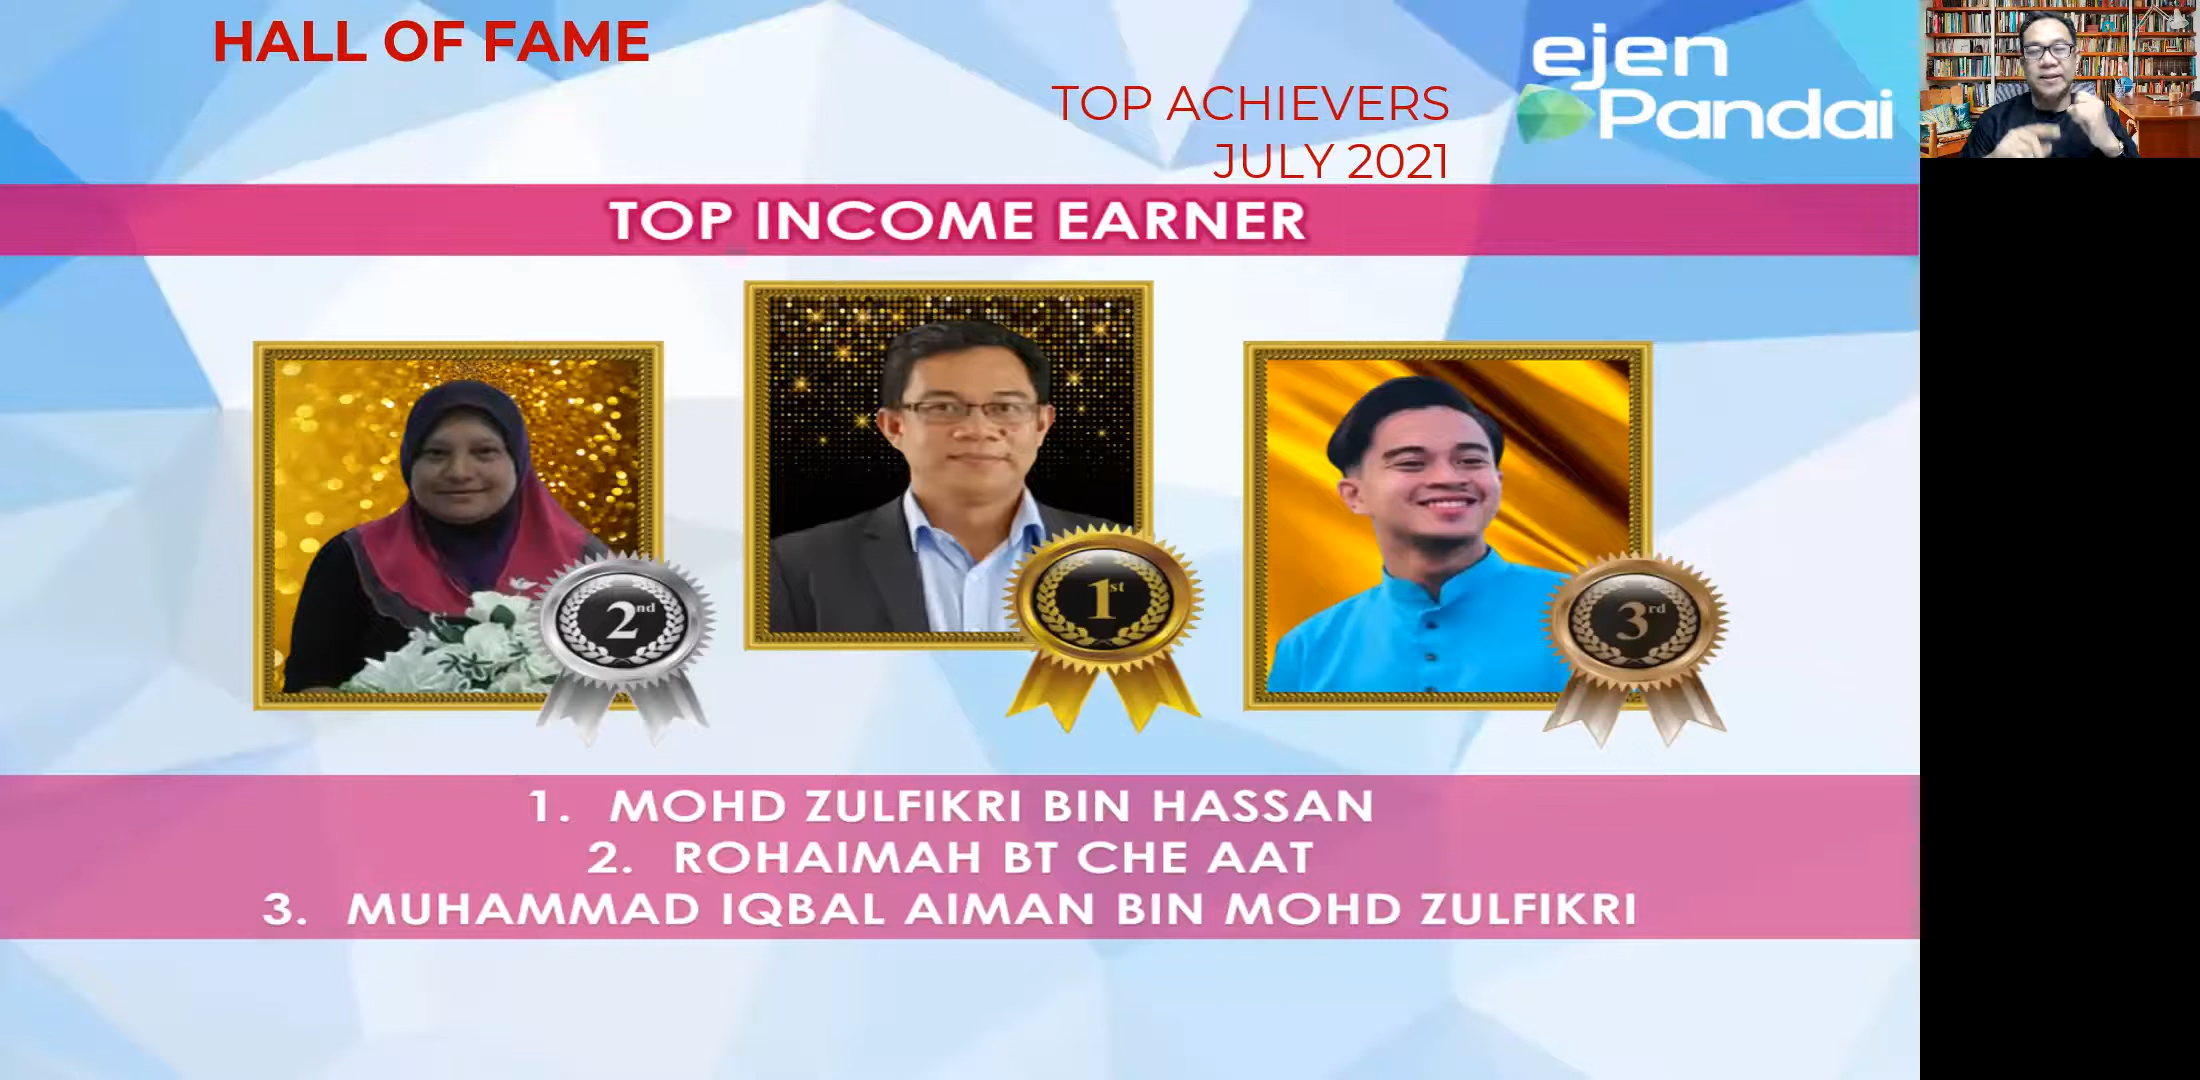 HALL OF FAME
ejen
Pandai
TOP ACHIEVERS
JULY 2021
TOP INCOME EARNER
2nd
1st
3rd
1. MOHD ZULFIKRI BIN HASSAN
2. ROHAIMAH BT CHE AAT
3. MUHAMMAD IQBAL AIMAN BIN MOHD ZULFIKRI